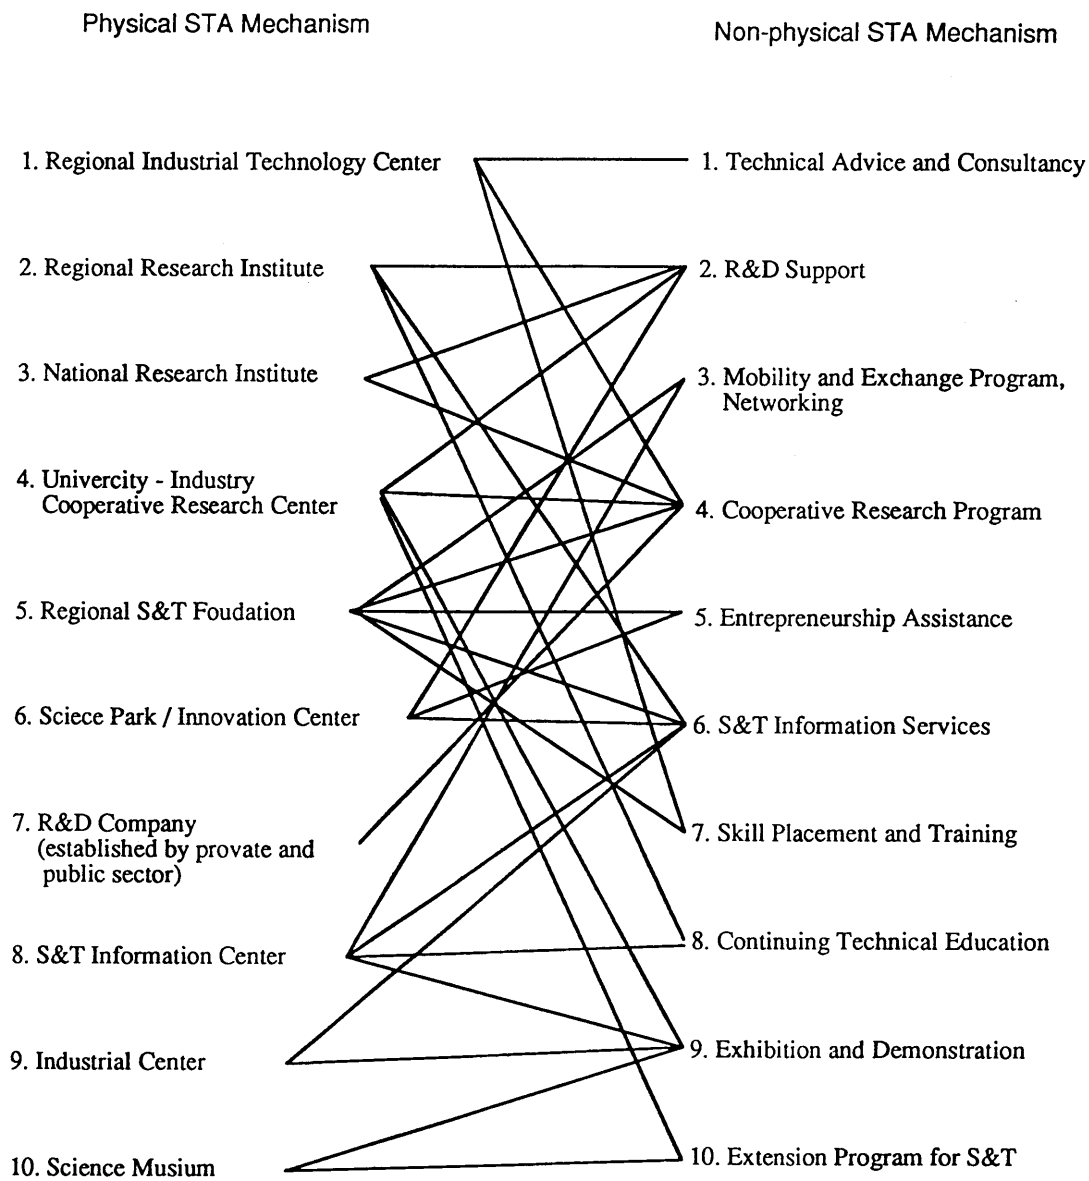 Physical STA Mechanism
Non-physical STA Mechanism
1. Regional Industrial Technology Center
1. Technical Advice and Consultancy
2. Regional Research Institute
2. R&D Support
3. National Research Institute
3. Mobility and Exchange Program,
Networking
4. Univercity - Industry
Cooperative Research Center
4. Cooperative Research Program
5. Regional S&T Foudation
5. Entrepreneurship Assistance
6. Sciece Park / Innovation Center
6. S&T Information Services
7. R&D Company
(established by provate and
public sector)
7. Skill Placement and Training
8. S&T Information Center
8. Continuing Technical Education
9. Industrial Center
9. Exhibition and Demonstration
10. Science Musium
10. Extension Program for S&T